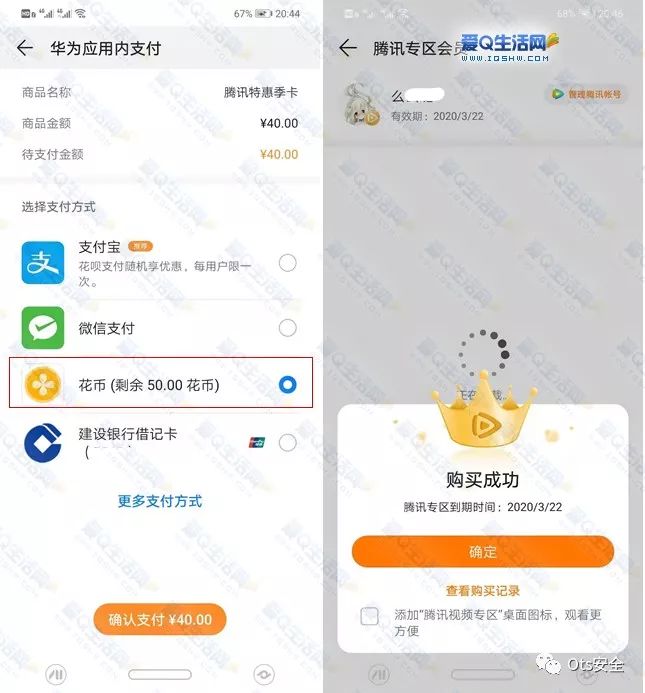 67% 20:44
华为应用内支付
商品名称 腾讯特惠季卡
商品金额 ¥40.00
待支付金额 ¥40.00
选择支付方式
支付宝 推荐
花呗支付随机享优惠，每用户限一
次。
微信支付
花币 (剩余 50.00 花币)
建设银行借记卡
更多支付方式
确认支付 ¥40.00
68% 20:46
腾讯专区会员
爱Q生活网
WWW.IQSHW.COM
么
管理腾讯帐号
有效期：2020/3/22
购买成功
腾讯专区到期时间：2020/3/22
确定
查看购买记录
添加“腾讯视频专区”桌面图标，观看更
方便
Ots安全